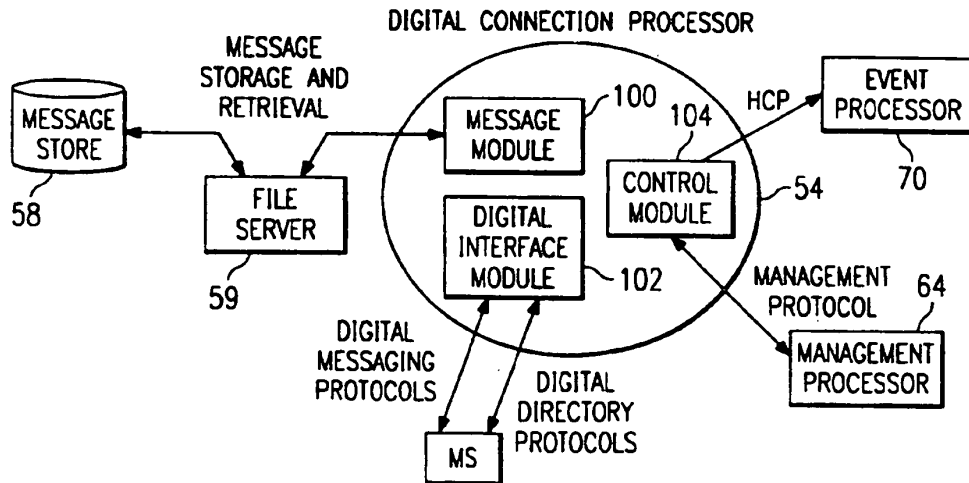 DIGITAL CONNECTION PROCESSOR
MESSAGE
STORAGE AND
RETRIEVAL
MESSAGE
STORE
58
FILE
SERVER
59
100
MESSAGE
MODULE
DIGITAL
INTERFACE
MODULE
102
104
CONTROL
MODULE
HCP
EVENT
PROCESSOR
70
54
MANAGEMENT
PROTOCOL
64
MANAGEMENT
PROCESSOR
DIGITAL
MESSAGING
PROTOCOLS
DIGITAL
DIRECTORY
PROTOCOLS
MS